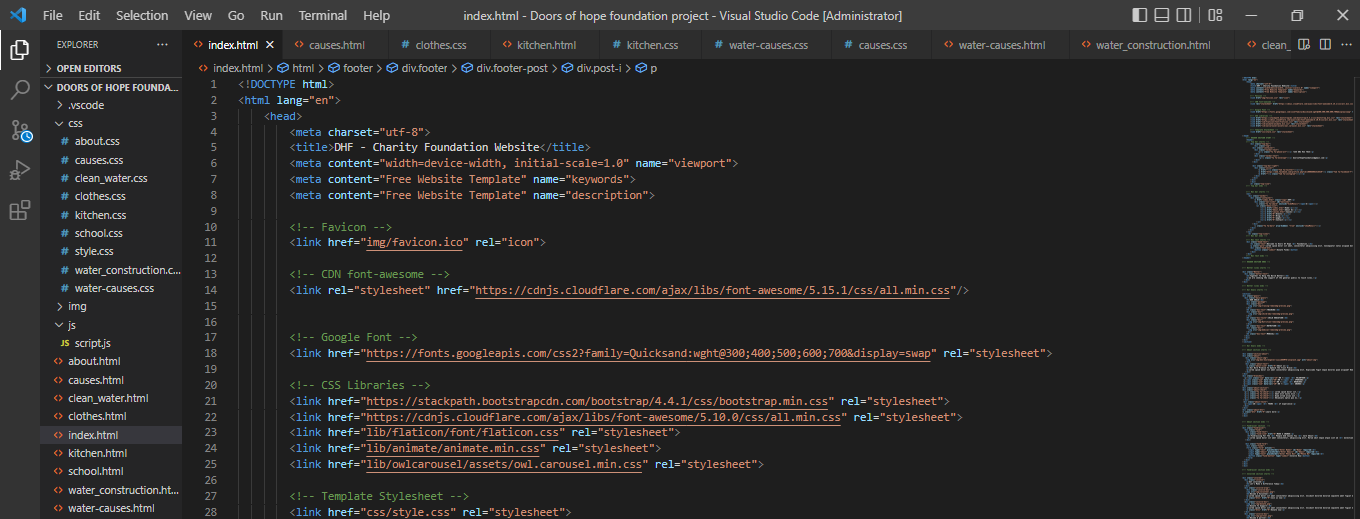 File Edit Selection View Go Run Terminal Help
index.html - Doors of hope foundation project - Visual Studio Code [Administrator]
EXPLORER
OPEN EDITORS
DOORS OF HOPE FOUNDA...
.vscode
css
about.css
causes.css
clean_water.css
clothes.css
kitchen.css
school.css
style.css
water_construction.c...
water-causes.css
img
js
JS script.js
about.html
causes.html
clean_water.html
clothes.html
index.html
kitchen.html
school.html
water_construction.ht...
water-causes.html
index.html causes.html clothes.css kitchen.html kitchen.css water-causes.css causes.css water-causes.html water_construction.html clean_
index.html > html > footer > div.footer > div.footer-post > div.post-i > p
1 <!DOCTYPE html>
2 <html lang="en">
3 <head>
4 <meta charset="utf-8">
5 <title>DHF - Charity Foundation Website</title>
6 <meta content="width=device-width, initial-scale=1.0" name="viewport">
7 <meta content="Free Website Template" name="keywords">
8 <meta content="Free Website Template" name="description">
9
10 <!-- Favicon -->
11 <link href="img/favicon.ico" rel="icon">
12
13 <!-- CDN font-awesome -->
14 <link rel="stylesheet" href="https://cdnjs.cloudflare.com/ajax/libs/font-awesome/5.15.1/css/all.min.css"/>
15
16
17 <!-- Google Font -->
18 <link href="https://fonts.googleapis.com/css2?family=Quicksand:wght@300;400;500;600;700&display=swap" rel="stylesheet">
19
20 <!-- CSS Libraries -->
21 <link href="https://stackpath.bootstrapcdn.com/bootstrap/4.4.1/css/bootstrap.min.css" rel="stylesheet">
22 <link href="https://cdnjs.cloudflare.com/ajax/libs/font-awesome/5.10.0/css/all.min.css" rel="stylesheet">
23 <link href="lib/flaticon/font/flaticon.css" rel="stylesheet">
24 <link href="lib/animate/animate.min.css" rel="stylesheet">
25 <link href="lib/owlcarousel/assets/owl.carousel.min.css" rel="stylesheet">
26
27 <!-- Template Stylesheet -->
28 <link href="css/style.css" rel="stylesheet">